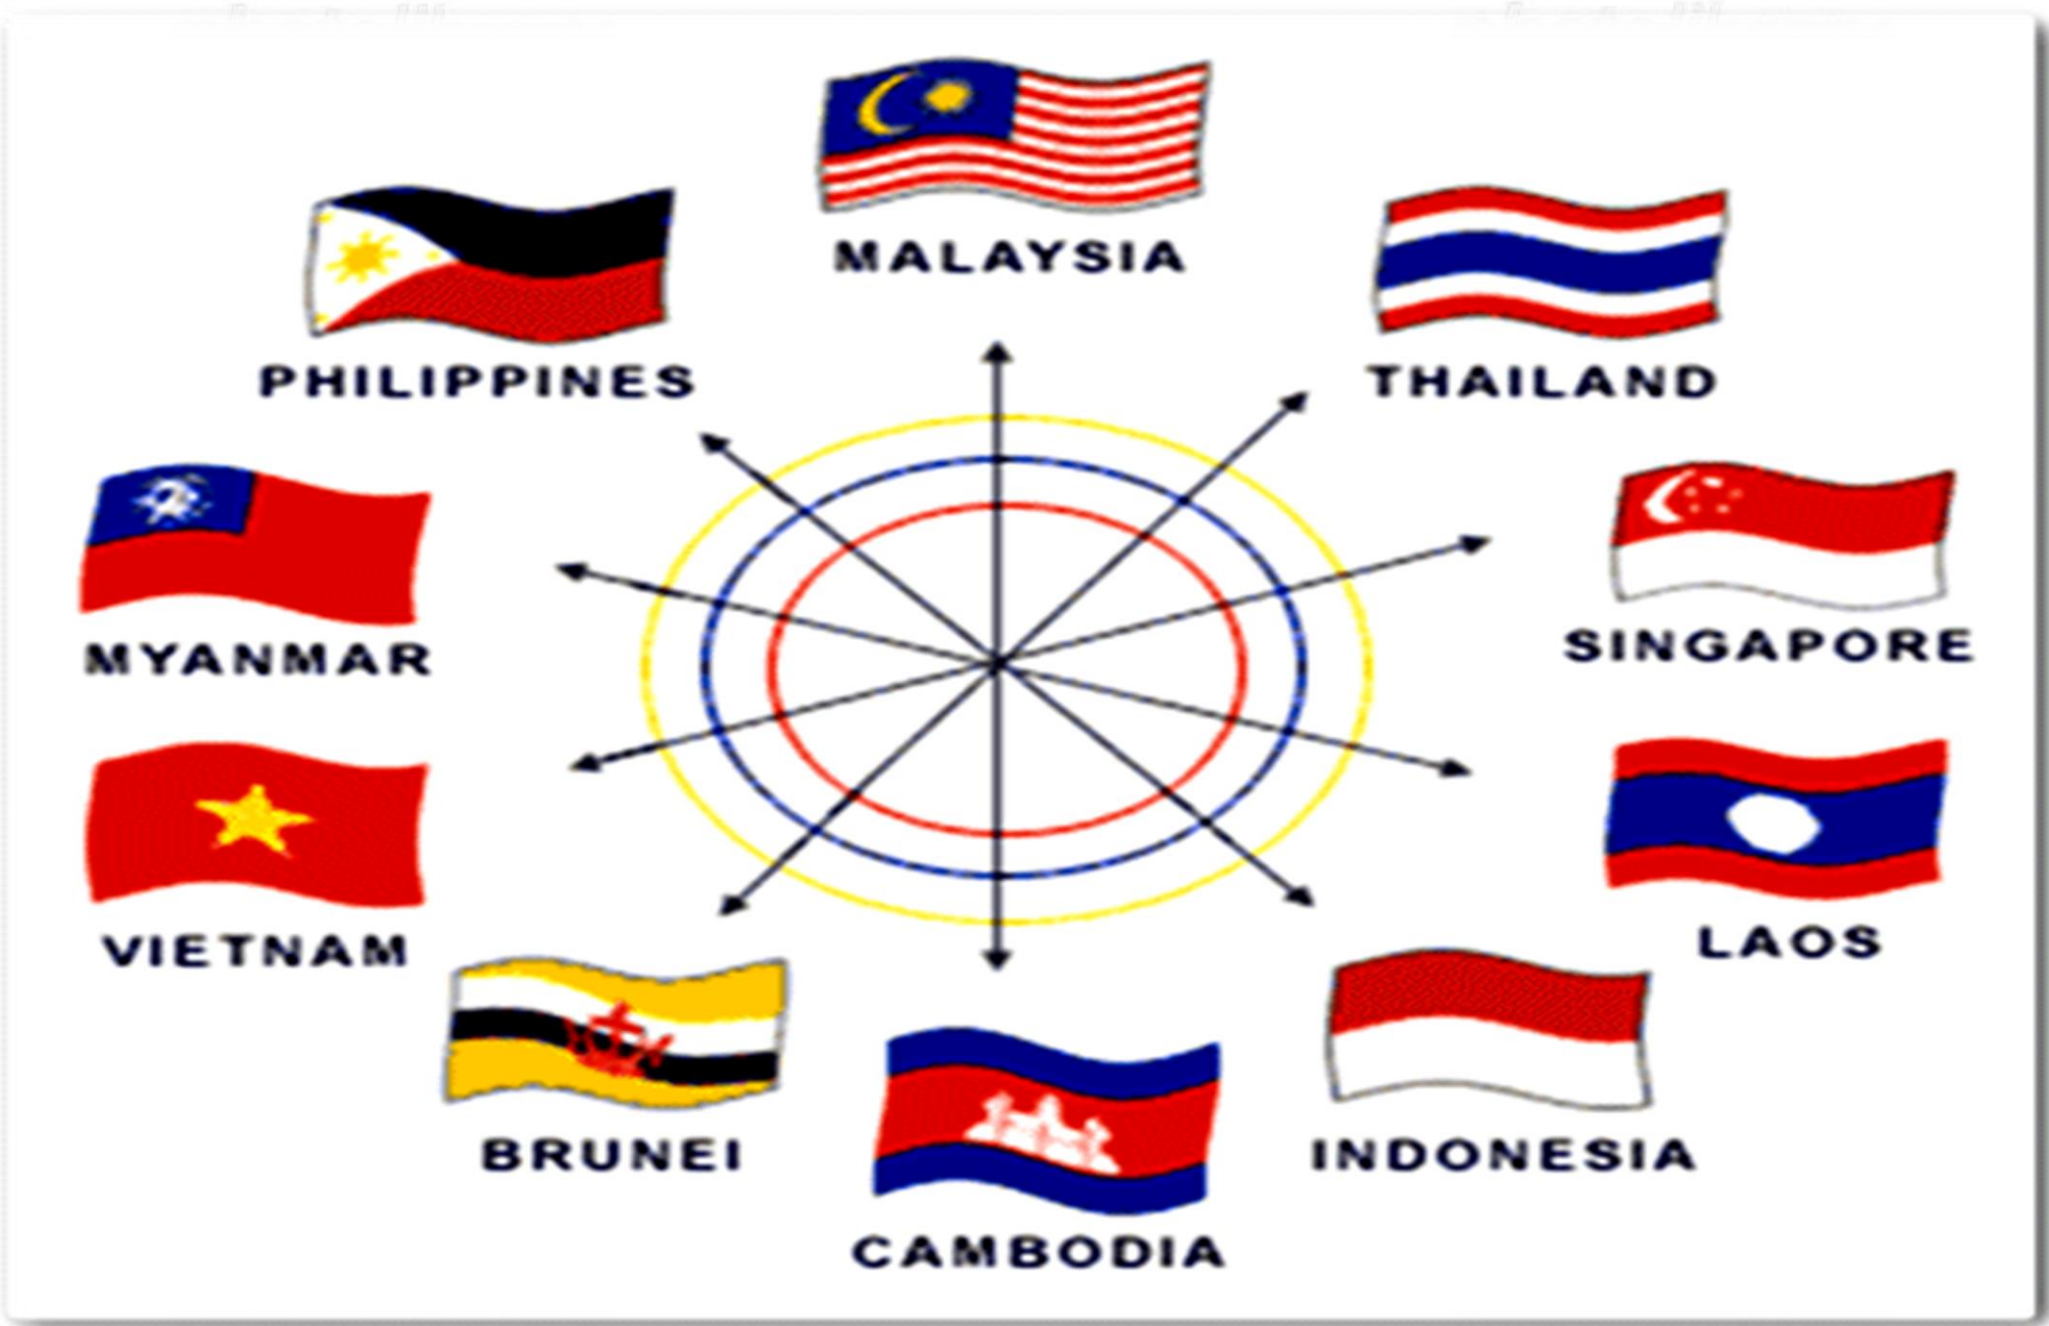 MALAYSIA
PHILIPPINES
THAILAND
MYANMAR
SINGAPORE
VIETNAM
LAOS
BRUNEI
INDONESIA
CAMBODIA